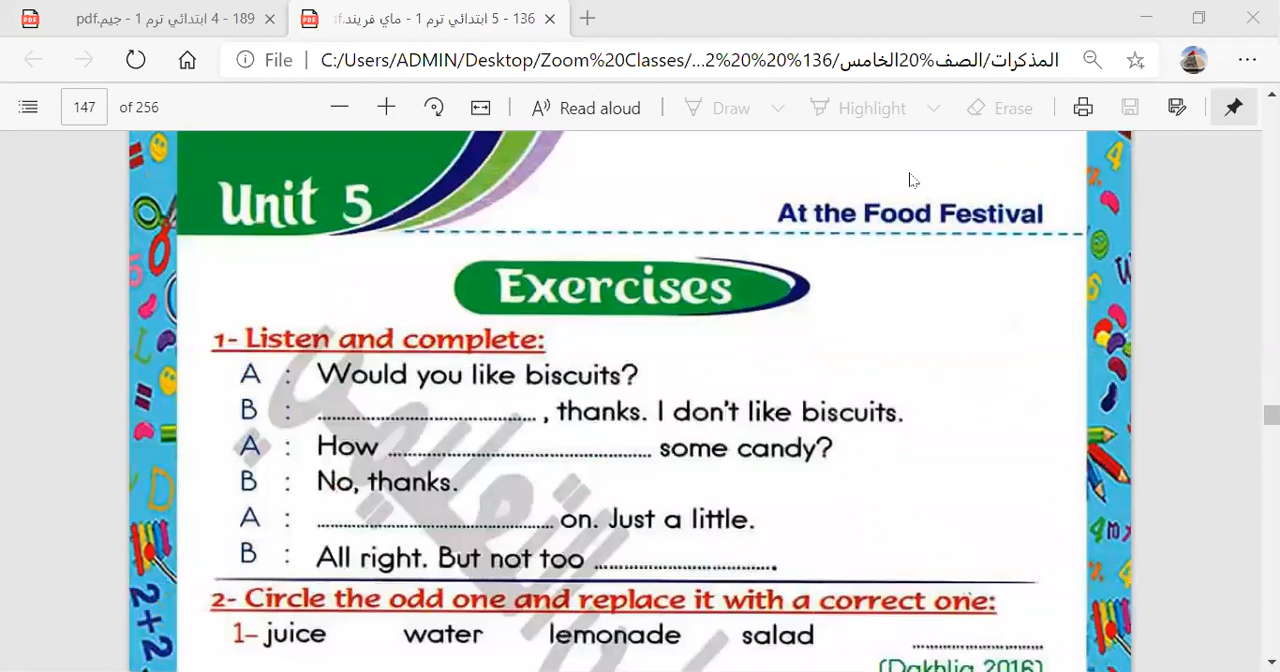 189 - 4 ابتدائي ترم 1 - جيم.pdf
136 - 5 ابتدائي ترم 1 - ماي فريند
File C:/Users/ADMIN/Desktop/Zoom%20Classes/...2%20%20%20136/المذكرات/الصف%20الخامس
147 of 256 Read aloud Draw Highlight Erase
Unit 5
At the Food Festival
Exercises
1- Listen and complete:
A : Would you like biscuits?
B : ................................ , thanks. I don't like biscuits.
A : How ................................ some candy?
B : No, thanks.
A : ................................ on. Just a little.
B : All right. But not too ................................ .
2- Circle the odd one and replace it with a correct one:
1- juice water lemonade salad ................................
(Dakhlia 2016)